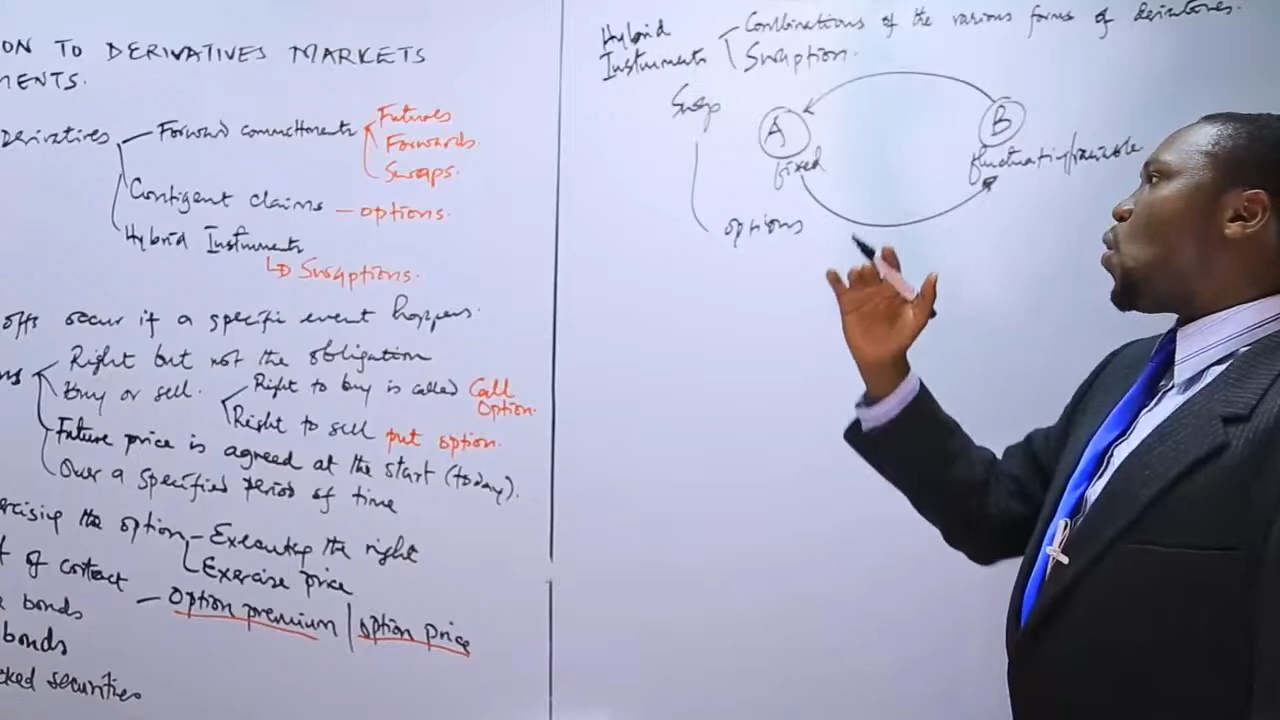 ON TO DERIVATIVES MARKETS
MENTS.
Derivatives
Forward commitments
Futures
Forwards
Swaps.
Contigent claims - options.
Hybrid Instruments
Swaptions.
offs occur if a specific event happens.
Right but not the obligation
Buy or sell.
Right to buy is called Call
Option.
Right to sell put option.
Future price is agreed at the start (today).
Over a specified period of time
ercising the option - Executing the right
Exercise price
of contract - Option premium | option price
bonds
bonds
cked securities
Hybrid
Instruments
Combinations of the various forms of derivatives.
Swaption.
Swap
A
fixed
B
fluctuating/variable
options